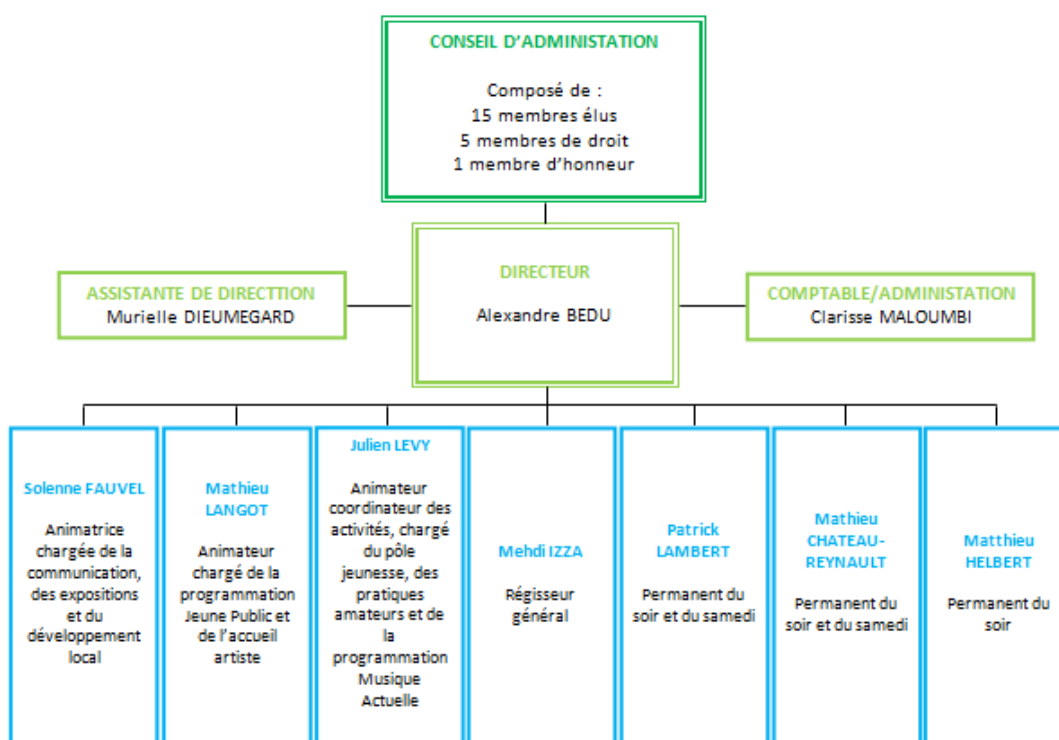 CONSEIL D’ADMINISTATION
Composé de :
15 membres élus
5 membres de droit
1 membre d’honneur
ASSISTANTE DE DIRECTTION
Murielle DIEUMEGARD
DIRECTEUR
Alexandre BEDU
COMPTABLE/ADMINISTATION
Clarisse MALOUMBI
Solenne FAUVEL
Animatrice
chargée de la
communication,
des expositions
et du
développement
local
Mathieu
LANGOT
Animateur
chargé de la
programmation
Jeune Public et
de l’accueil
artiste
Julien LEVY
Animateur
coordinateur des
activités, chargé
du pôle
jeunesse, des
pratiques
amateurs et de
la
programmation
Musique
Actuelle
Mehdi IZZA
Régisseur
général
Patrick
LAMBERT
Permanent du
soir et du samedi
Mathieu
CHATEAU-
REYNAULT
Permanent du
soir et du samedi
Matthieu
HELBERT
Permanent du
soir